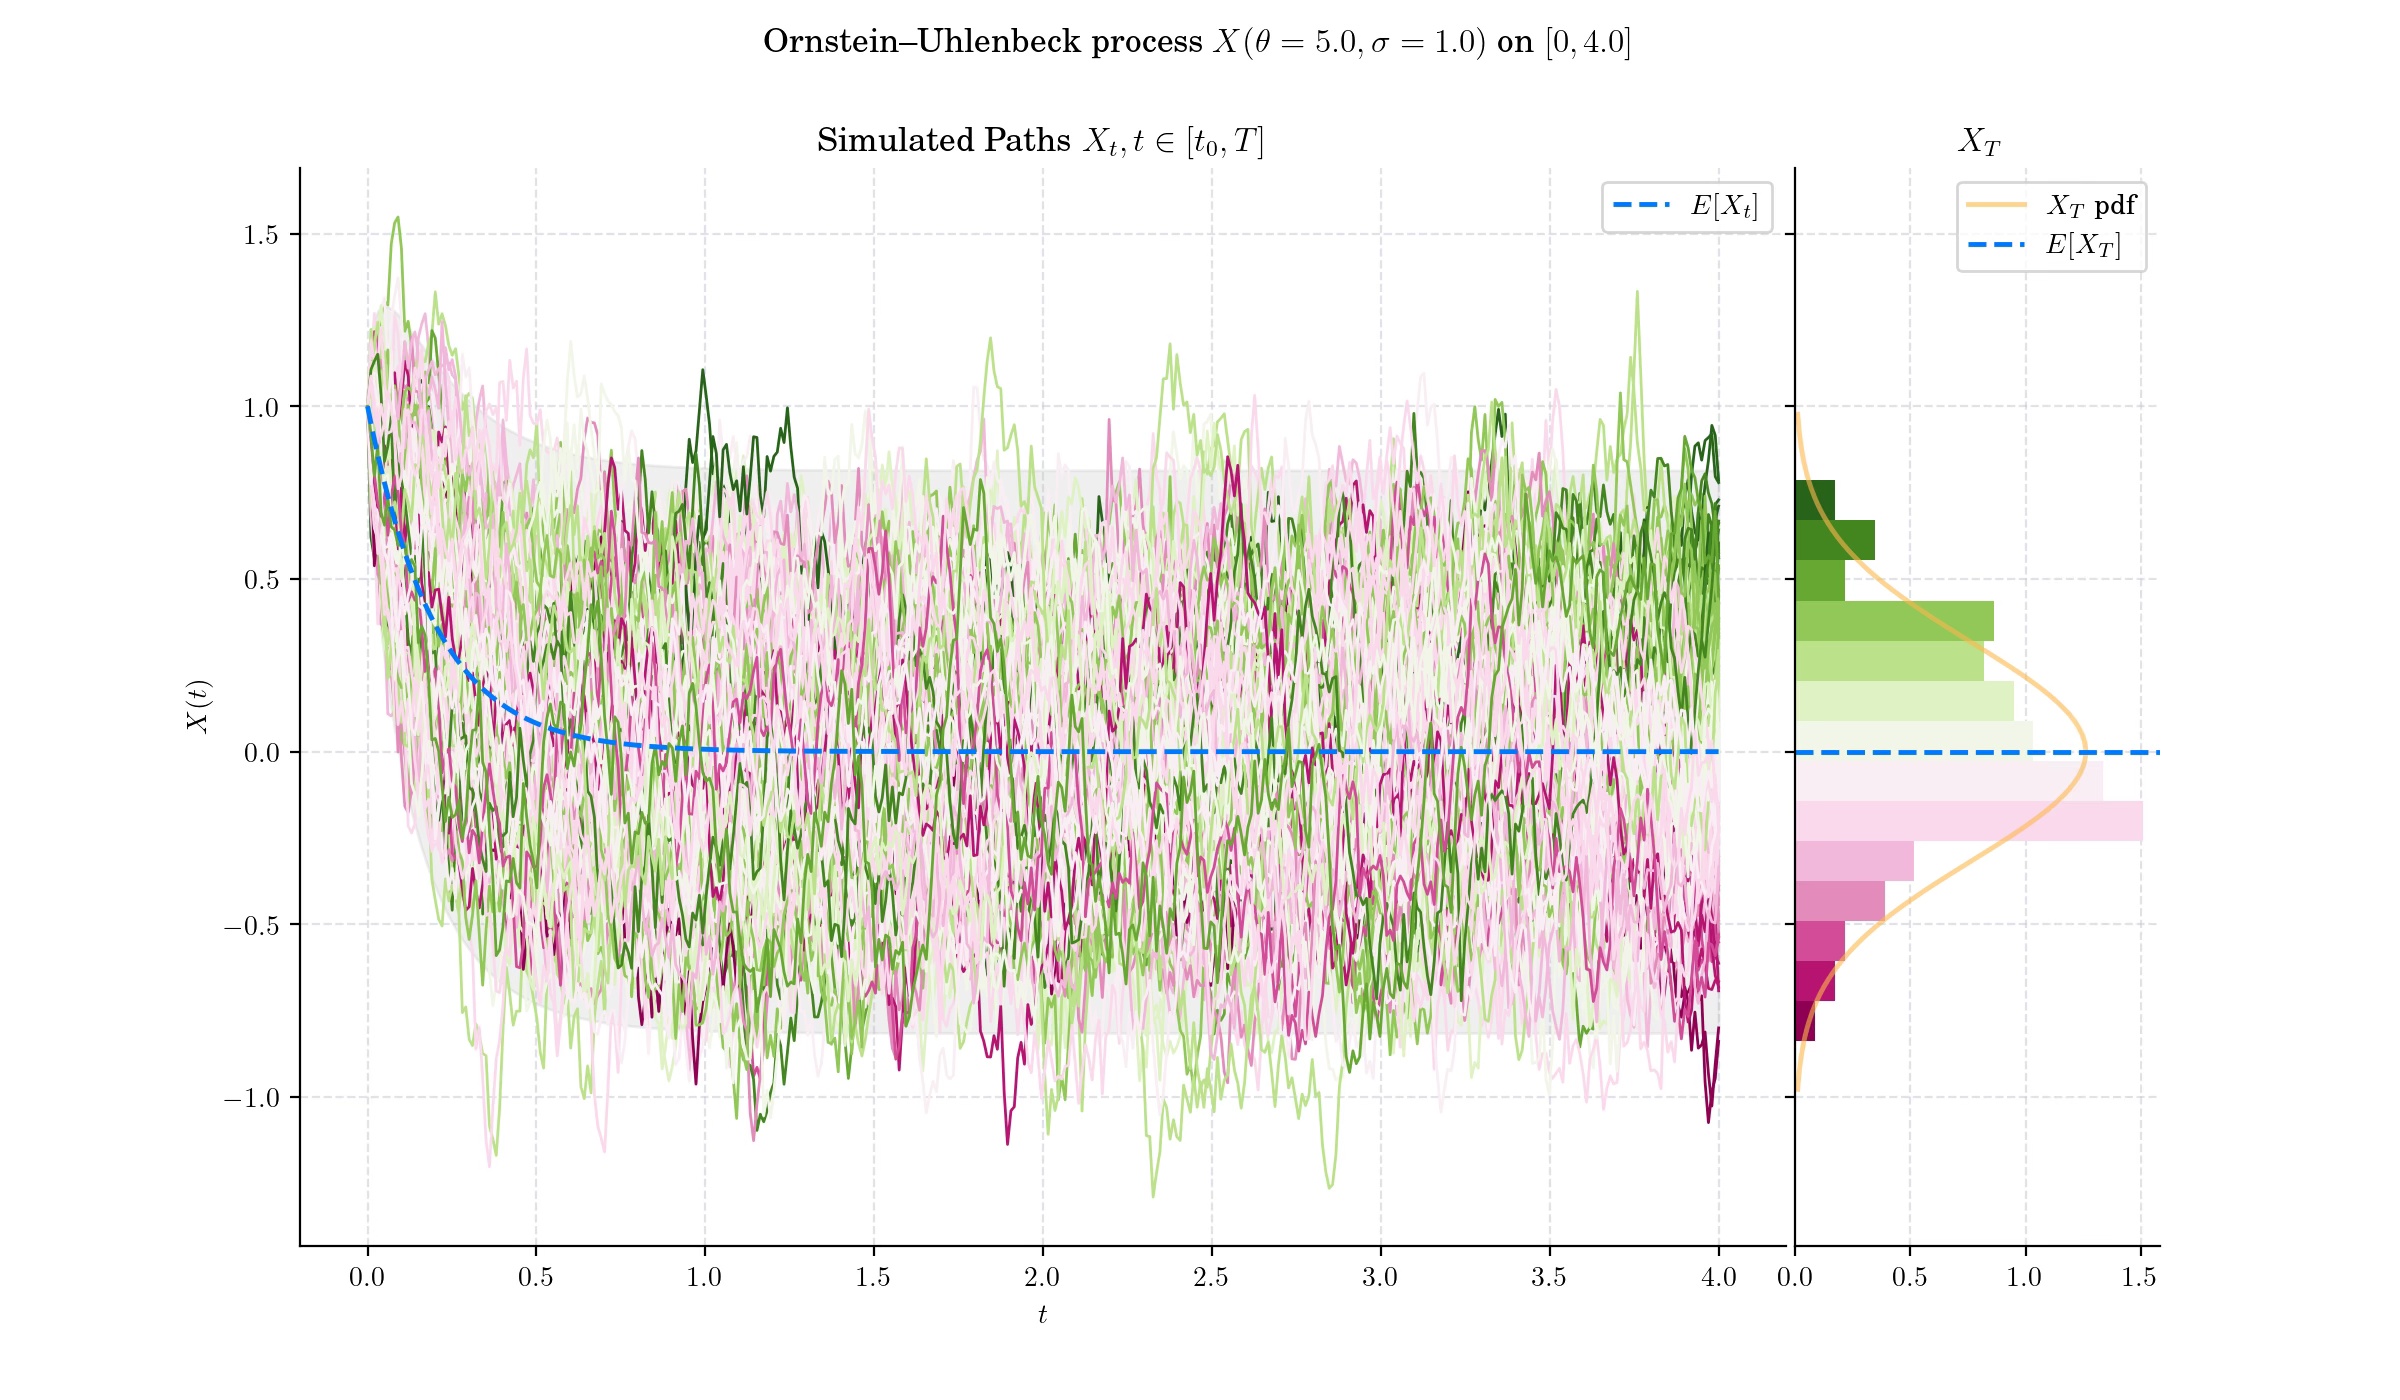 Ornstein–Uhlenbeck process X(θ = 5.0, σ = 1.0) on [0, 4.0]
Simulated Paths X_t, t ∈ [t_0, T]
X_T
E[X_t]
X_T pdf
E[X_T]
X(t)
1.5
1.0
0.5
0.0
−0.5
−1.0
0.0 0.5 1.0 1.5 2.0 2.5 3.0 3.5 4.0
t
0.0 0.5 1.0 1.5